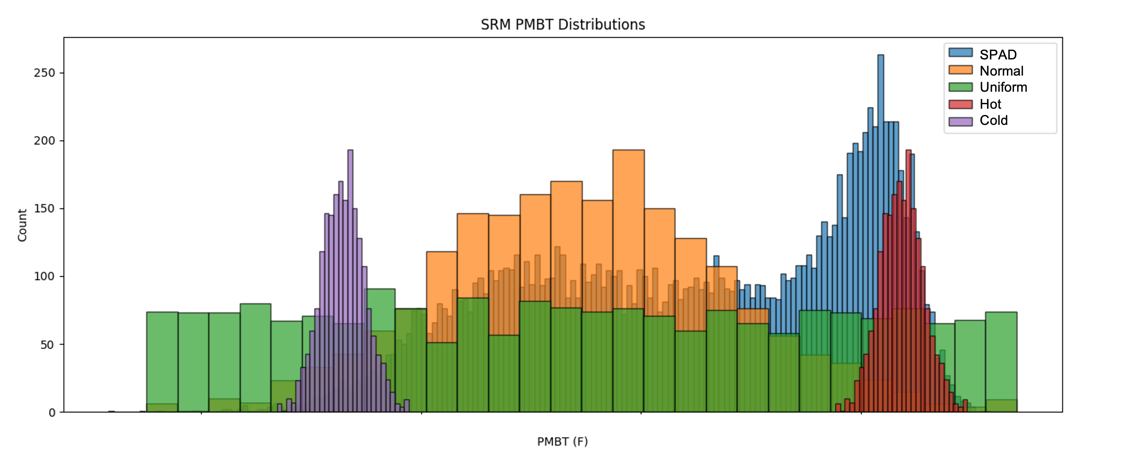 SRM PMBT Distributions
SPAD
Normal
Uniform
Hot
Cold
250
200
150
100
50
0
Count
PMBT (F)